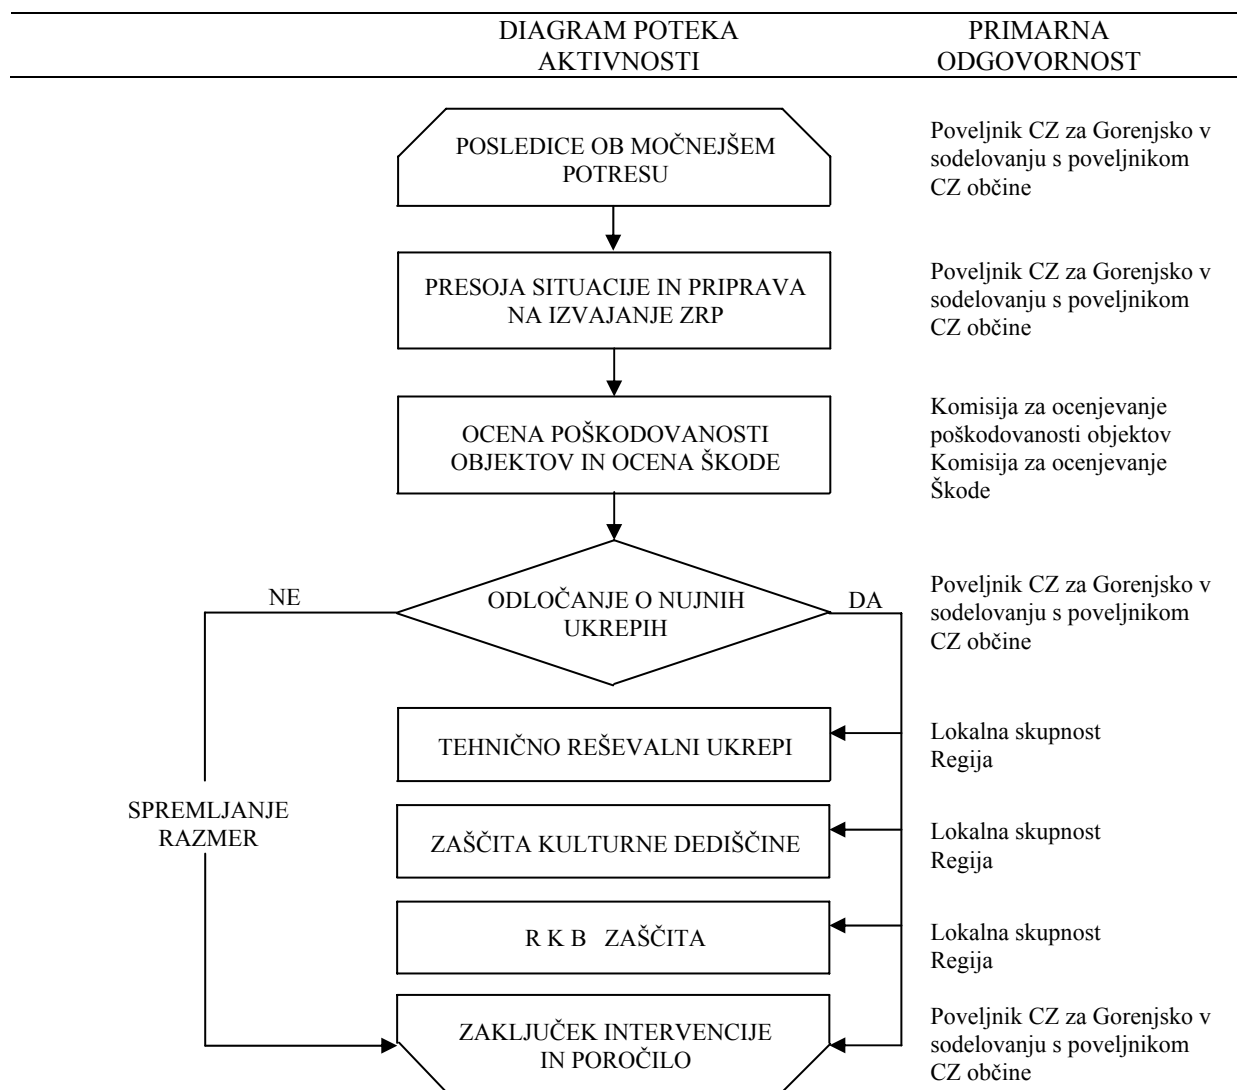 DIAGRAM POTEKA
AKTIVNOSTI
PRIMARNA
ODGOVORNOST
POSLEDICE OB MOČNEJŠEM
POTRESU
Poveljnik CZ za Gorenjsko v
sodelovanju s poveljnikom
CZ občine
PRESOJA SITUACIJE IN PRIPRAVA
NA IZVAJANJE ZRP
Poveljnik CZ za Gorenjsko v
sodelovanju s poveljnikom
CZ občine
OCENA POŠKODOVANOSTI
OBJEKTOV IN OCENA ŠKODE
Komisija za ocenjevanje
poškodovanosti objektov
Komisija za ocenjevanje
Škode
NE
ODLOČANJE O NUJNIH
UKREPIH
DA
Poveljnik CZ za Gorenjsko v
sodelovanju s poveljnikom
CZ občine
TEHNIČNO REŠEVALNI UKREPI
Lokalna skupnost
Regija
SPREMLJANJE
RAZMER
ZAŠČITA KULTURNE DEDIŠČINE
Lokalna skupnost
Regija
R K B ZAŠČITA
Lokalna skupnost
Regija
ZAKLJUČEK INTERVENCIJE
IN POROČILO
Poveljnik CZ za Gorenjsko v
sodelovanju s poveljnikom
CZ občine